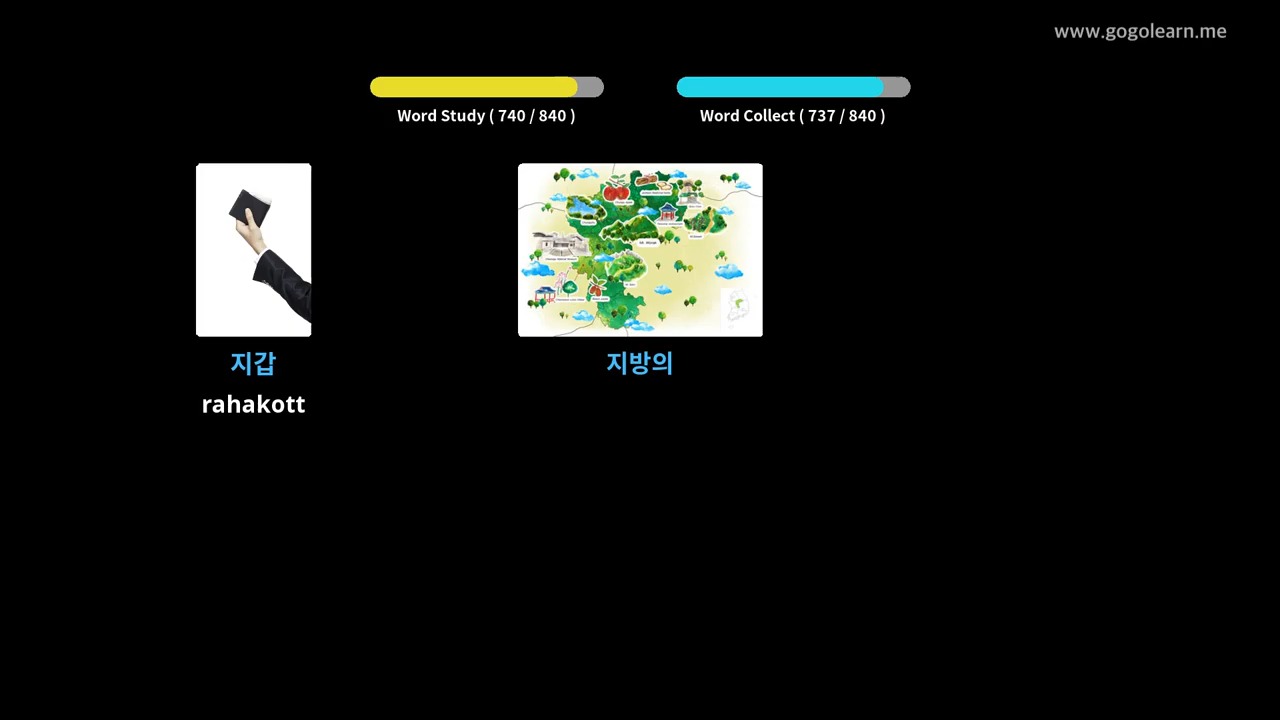 www.gogolearn.me
Word Study ( 740 / 840 )
Word Collect ( 737 / 840 )
지갑
지방의
rahakott